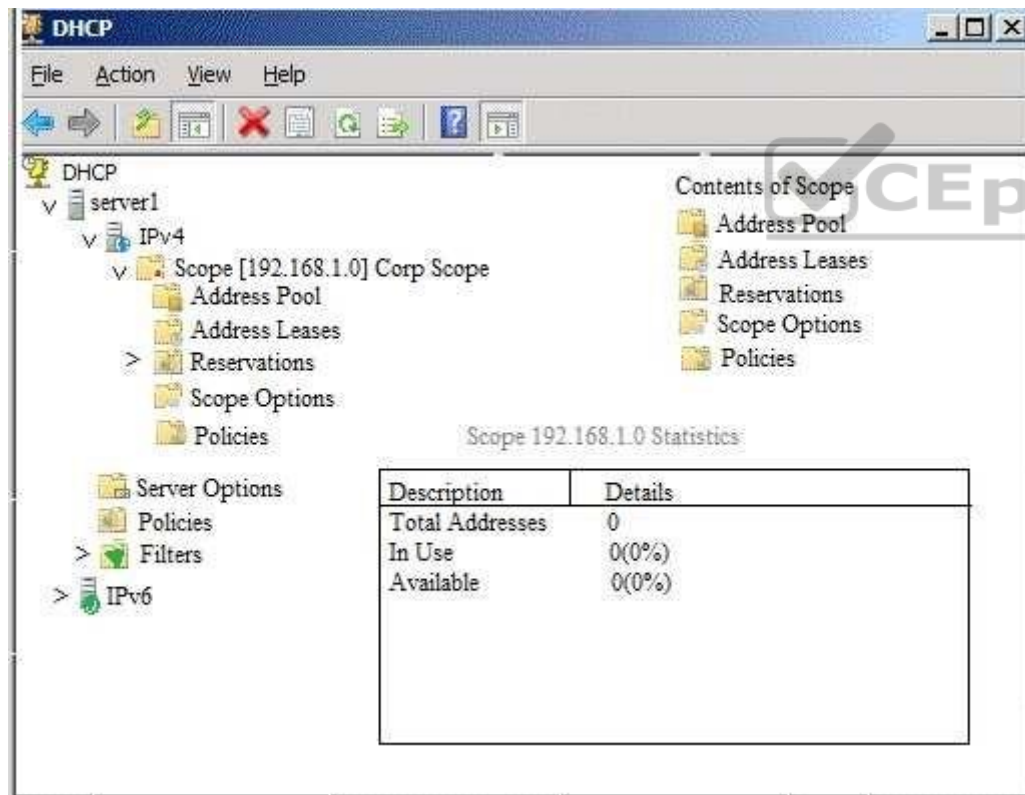 DHCP
File Action View Help
DHCP
server1
IPv4
Scope [192.168.1.0] Corp Scope
Address Pool
Address Leases
Reservations
Scope Options
Policies
Server Options
Policies
Filters
IPv6
Contents of Scope
Address Pool
Address Leases
Reservations
Scope Options
Policies
Scope 192.168.1.0 Statistics
Description Details
Total Addresses 0
In Use 0(0%)
Available 0(0%)
CEp